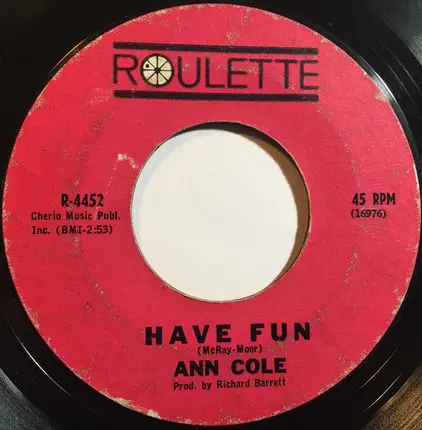 ROULETTE
R-4452
Cherio Music Publ.
Inc. (BMI-2:53)
45 RPM
(16976)
HAVE FUN
(McRay-Moor)
ANN COLE
Prod. by Richard Barrett